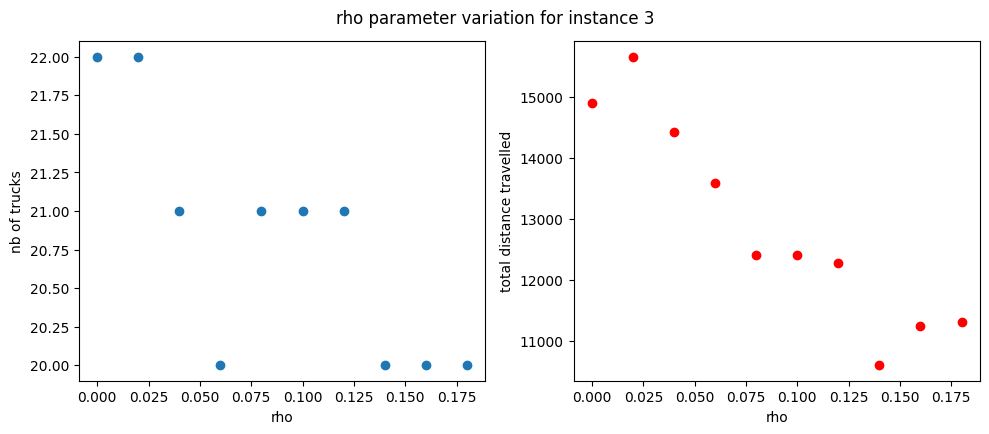 rho parameter variation for instance 3
nb of trucks
22.00
21.75
21.50
21.25
21.00
20.75
20.50
20.25
20.00
0.000 0.025 0.050 0.075 0.100 0.125 0.150 0.175
rho
total distance travelled
15000
14000
13000
12000
11000
0.000 0.025 0.050 0.075 0.100 0.125 0.150 0.175
rho